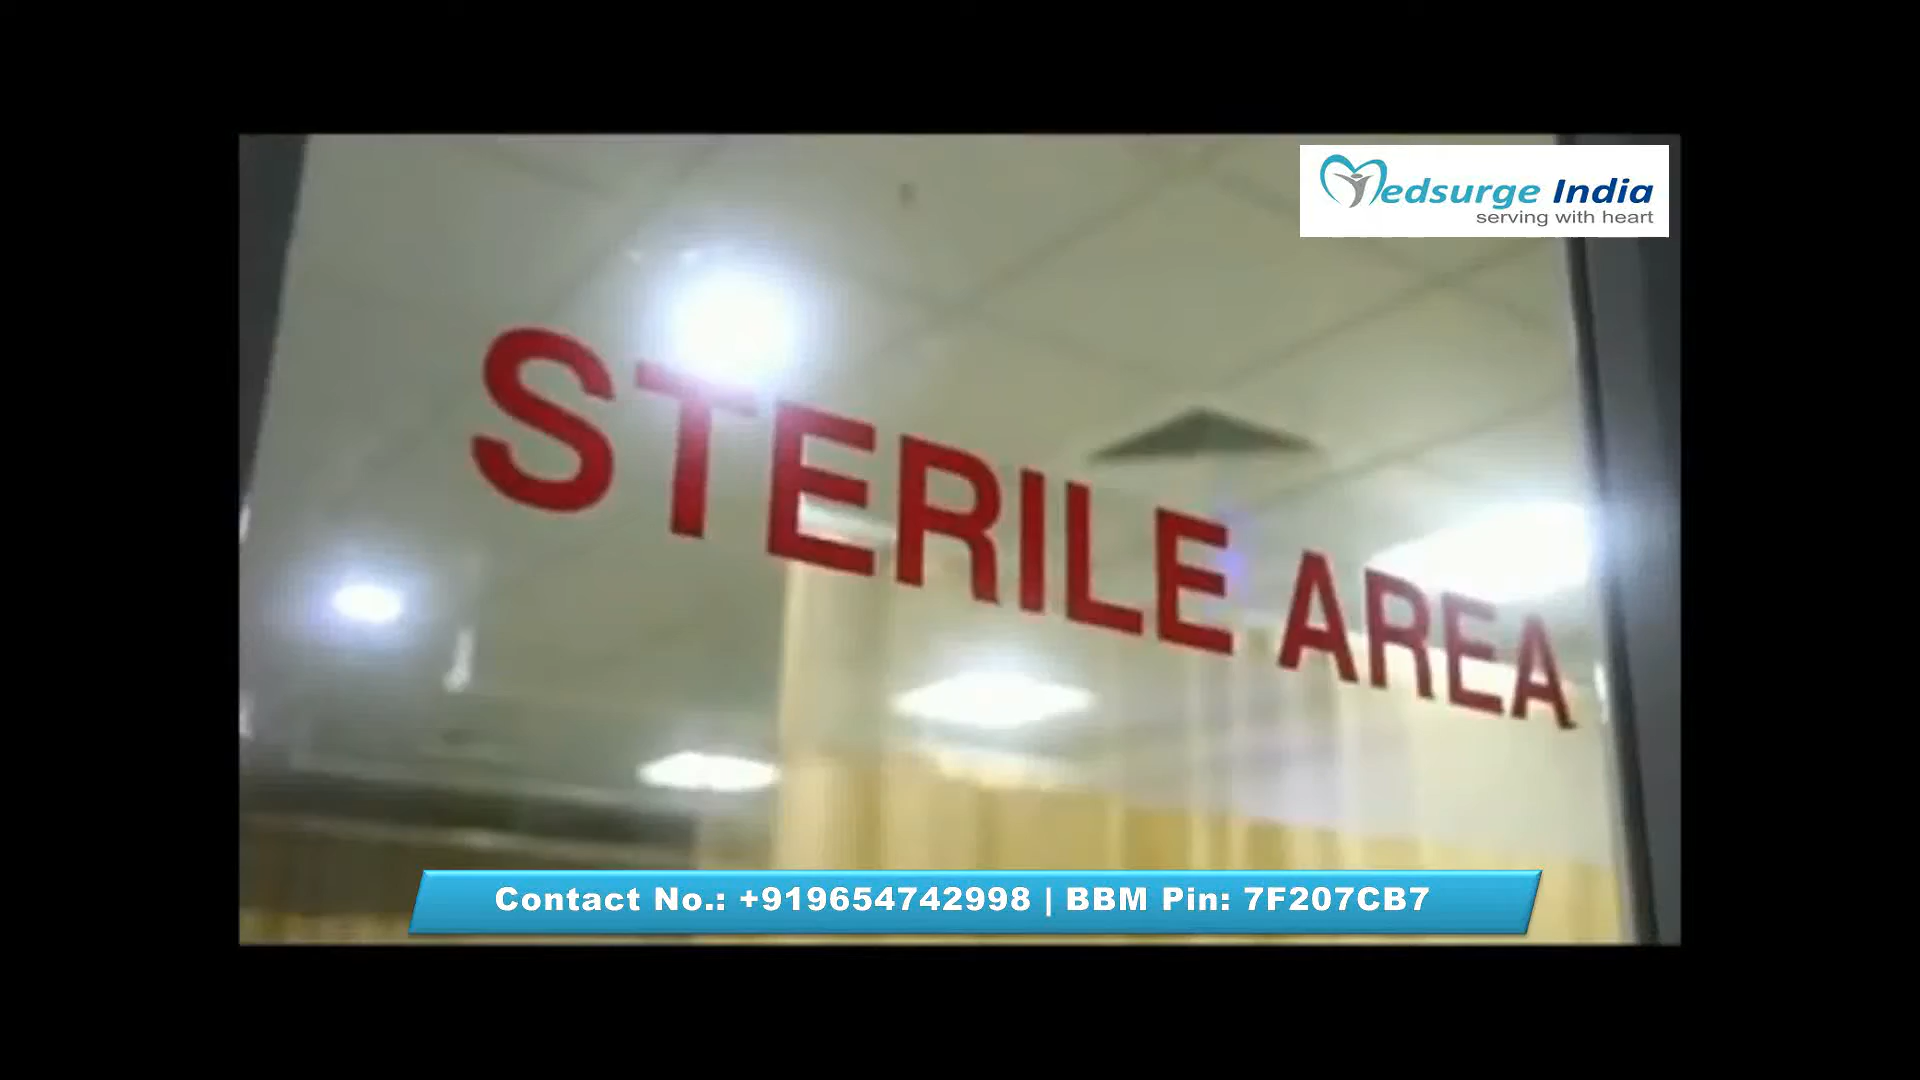 Medsurge India
serving with heart
STERILE AREA
Contact No.: +919654742998 | BBM Pin: 7F207CB7